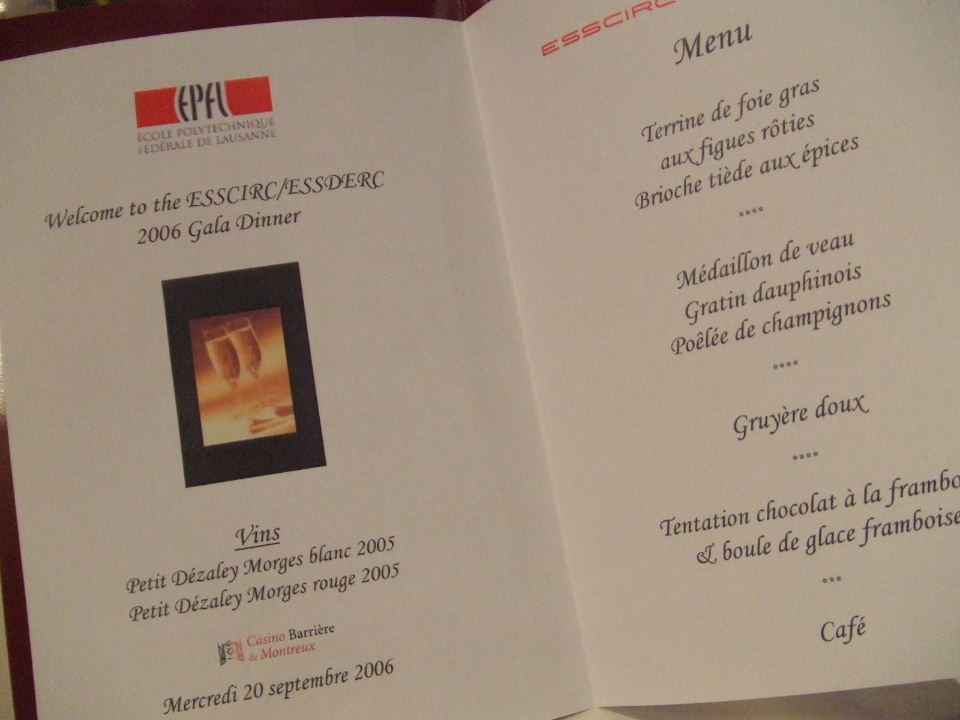 EPFL
ECOLE POLYTECHNIQUE
FÉDÉRALE DE LAUSANNE
Welcome to the ESSCIRC/ESSDERC
2006 Gala Dinner
Vins
Petit Dézaley Morges blanc 2005
Petit Dézaley Morges rouge 2005
Casino Barrière
de Montreux
Mercredi 20 septembre 2006
ESSCIRC
Menu
Terrine de foie gras
aux figues rôties
Brioche tiède aux épices
****
Médaillon de veau
Gratin dauphinois
Poêlée de champignons
****
Gruyère doux
****
Tentation chocolat à la frambo
& boule de glace framboise
***
Café